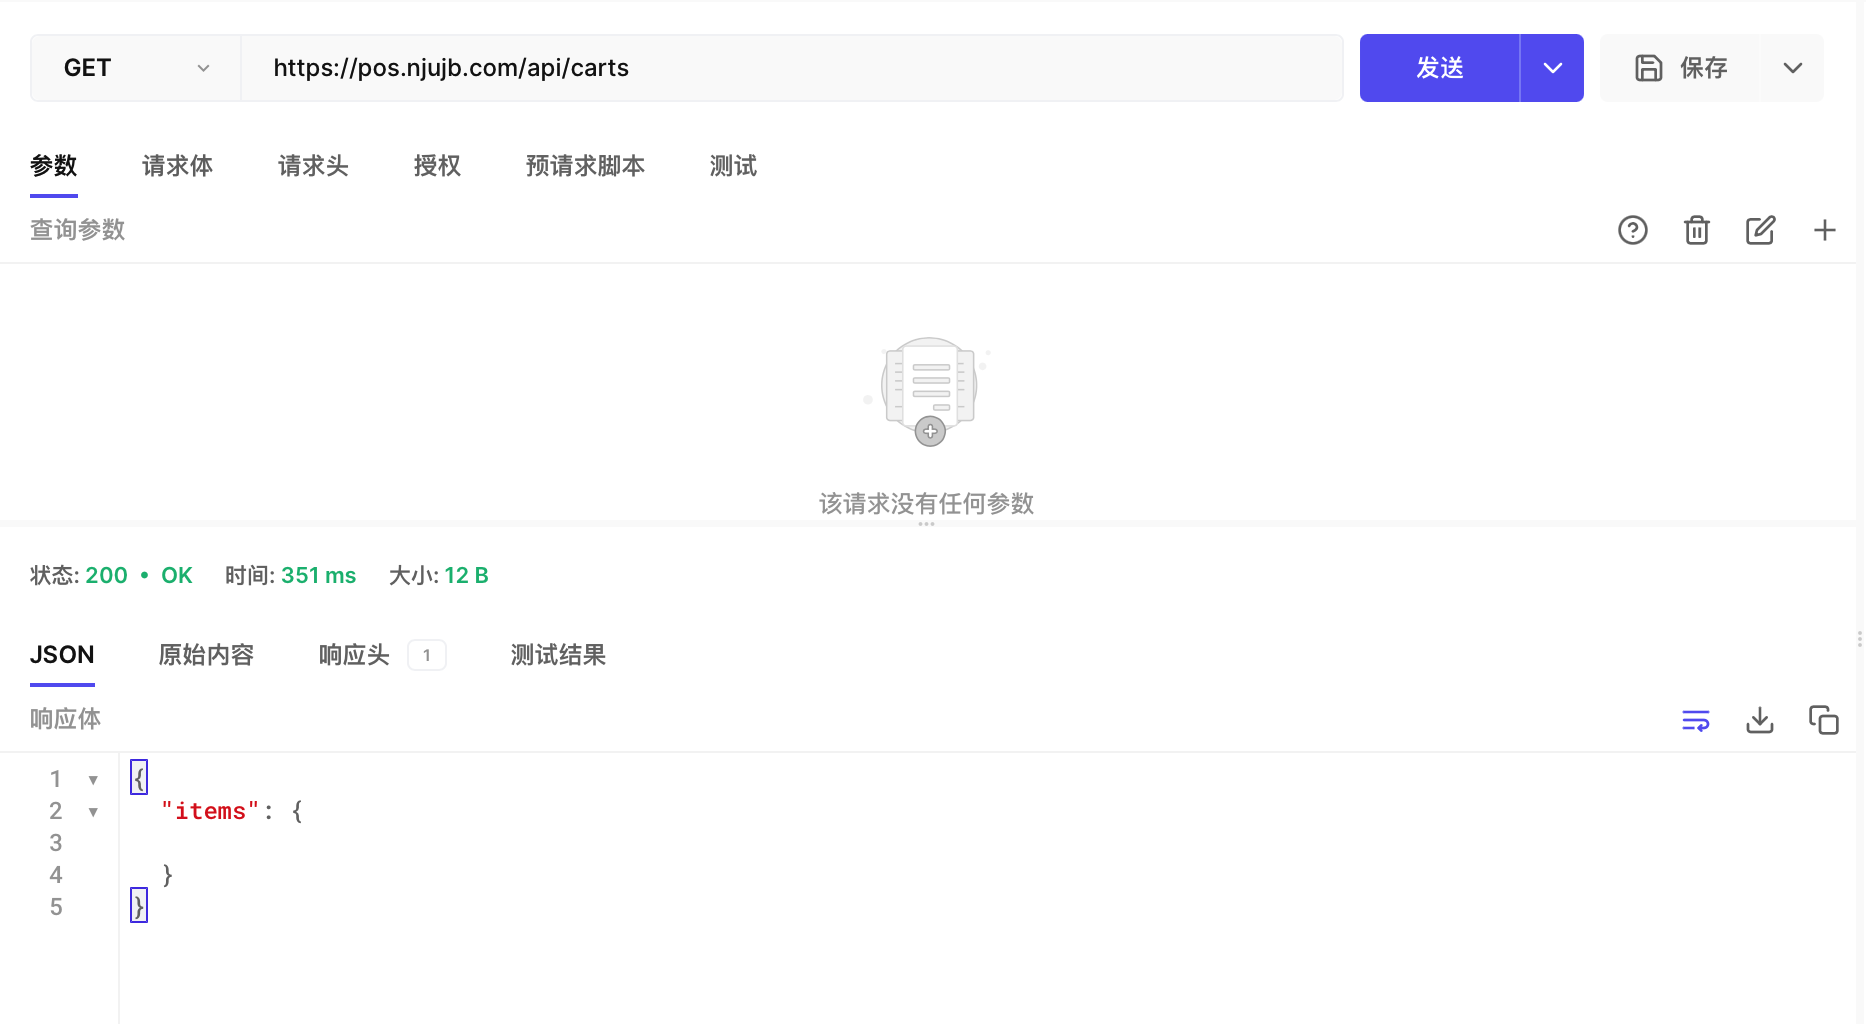 GET https://pos.njujb.com/api/carts 发送 保存
参数 请求体 请求头 授权 预请求脚本 测试
查询参数
该请求没有任何参数
状态: 200 • OK 时间: 351 ms 大小: 12 B
JSON 原始内容 响应头 1 测试结果
响应体
1 {
2 "items": {
3
4 }
5 }